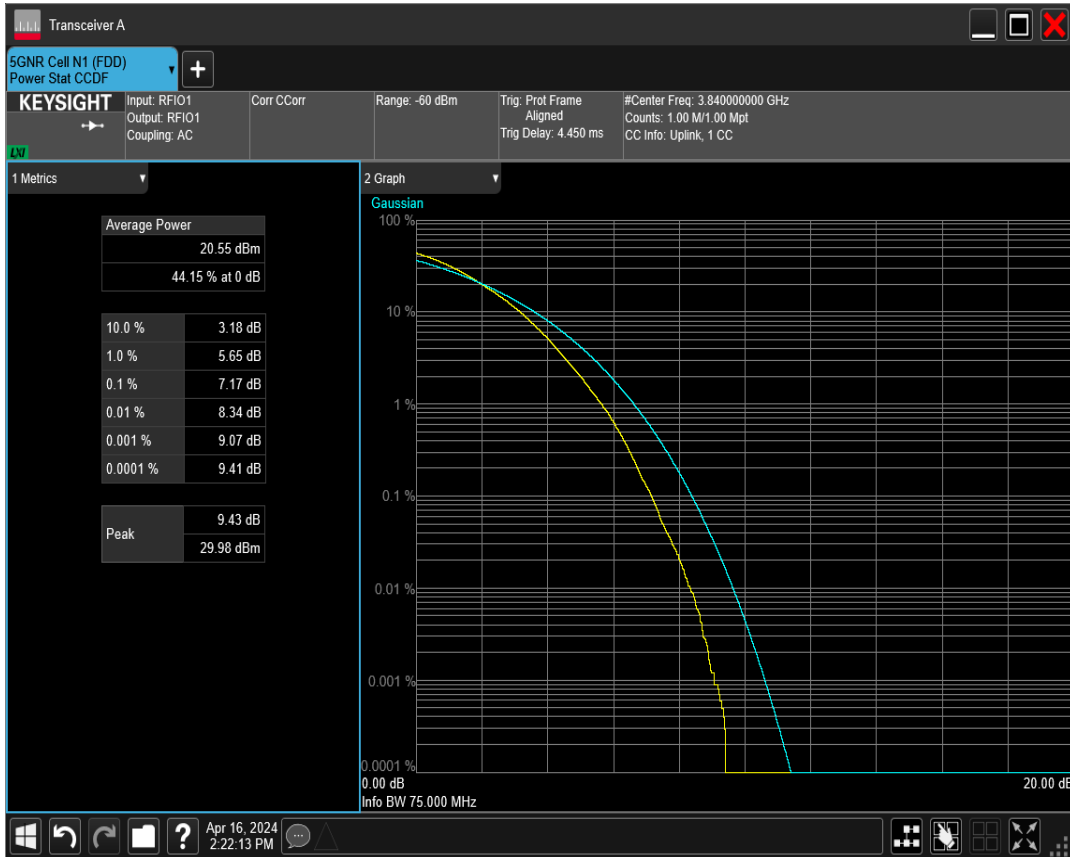 Transceiver A
5GNR Cell N1 (FDD)
Power Stat CCDF
KEYSIGHT
LXI
Input: RFIO1
Output: RFIO1
Coupling: AC
Corr CCorr
Range: -60 dBm
Trig: Prot Frame
Aligned
Trig Delay: 4.450 ms
#Center Freq: 3.840000000 GHz
Counts: 1.00 M/1.00 Mpt
CC Info: Uplink, 1 CC
1 Metrics
Average Power
20.55 dBm
44.15 % at 0 dB
10.0 % 3.18 dB
1.0 % 5.65 dB
0.1 % 7.17 dB
0.01 % 8.34 dB
0.001 % 9.07 dB
0.0001 % 9.41 dB
Peak
9.43 dB
29.98 dBm
2 Graph
Gaussian
100 %
10 %
1 %
0.1 %
0.01 %
0.001 %
0.0001 %
0.00 dB 20.00 dB
Info BW 75.000 MHz
Apr 16, 2024
2:22:13 PM